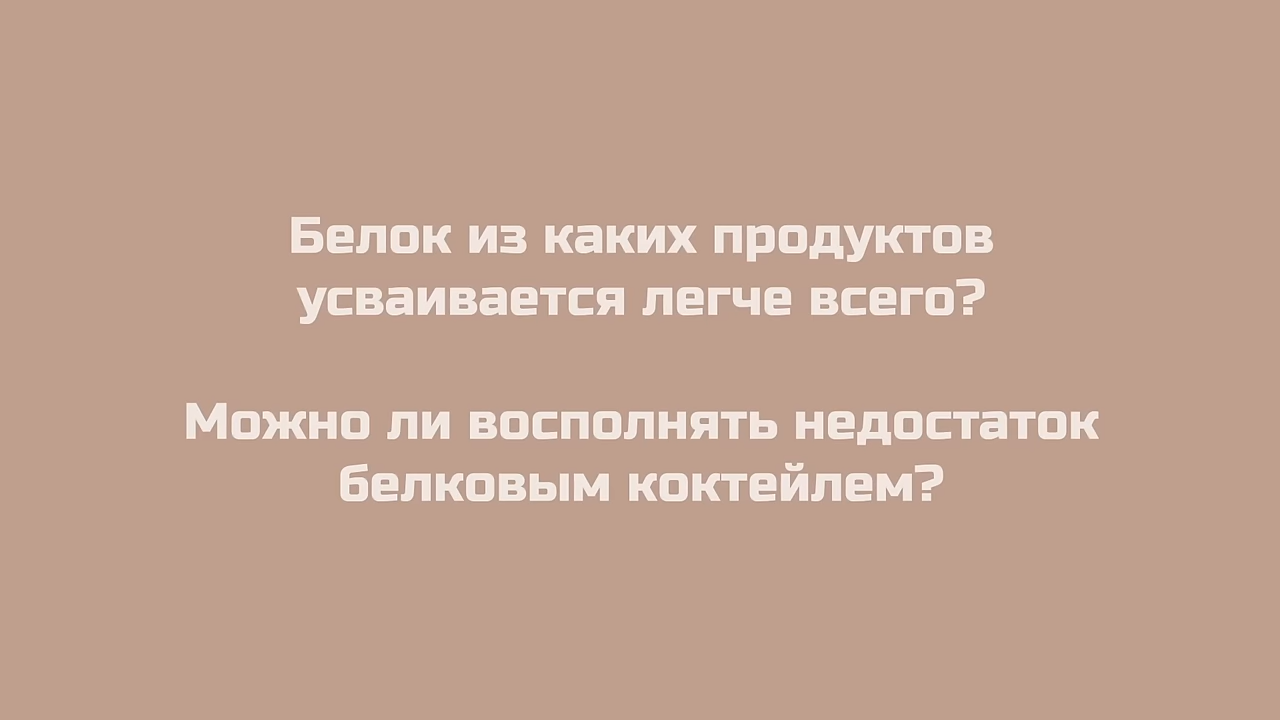 Белок из каких продуктов
усваивается легче всего?
Можно ли восполнять недостаток
белковым коктейлем?